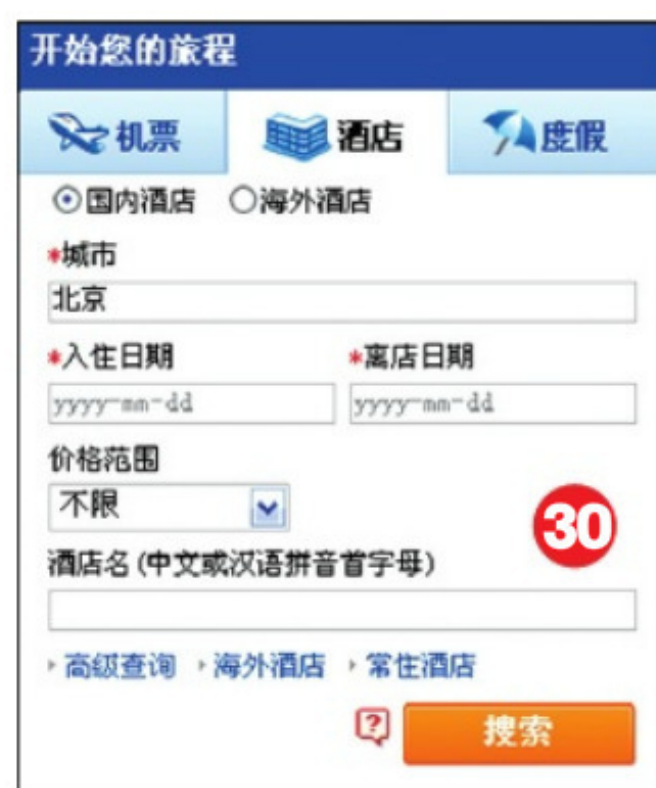 开始您的旅程
机票 酒店 度假
国内酒店 海外酒店
*城市
北京
*入住日期 *离店日期
yyyy-mm-dd yyyy-mm-dd
价格范围
不限
30
酒店名(中文或汉语拼音首字母)
高级查询 海外酒店 常住酒店
? 搜索